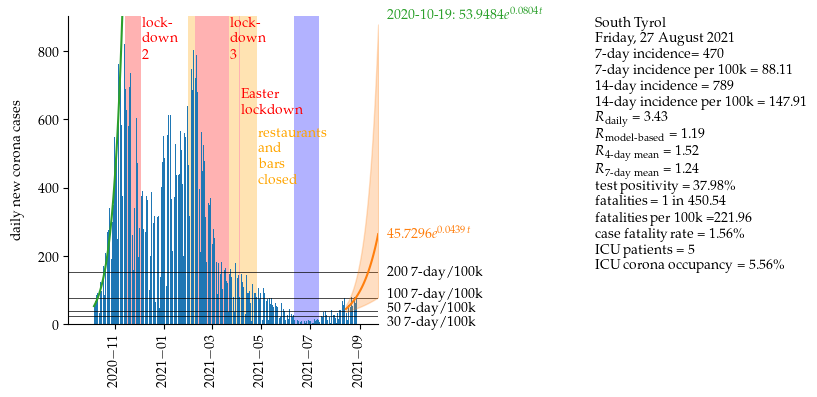 2020-10-19: 53.9484e^0.0804t
lock-
down
2
lock-
down
3
Easter
lockdown
restaurants
and
bars
closed
45.7296e^0.0439t
200 7-day/100k
100 7-day/100k
50 7-day/100k
30 7-day/100k
daily new corona cases
800
600
400
200
0
2020−11
2021−01
2021−03
2021−05
2021−07
2021−09
South Tyrol
Friday, 27 August 2021
7-day incidence= 470
7-day incidence per 100k = 88.11
14-day incidence = 789
14-day incidence per 100k = 147.91
R_daily = 3.43
R_model-based = 1.19
R_4-day mean = 1.52
R_7-day mean = 1.24
test positivity = 37.98%
fatalities = 1 in 450.54
fatalities per 100k =221.96
case fatality rate = 1.56%
ICU patients = 5
ICU corona occupancy = 5.56%